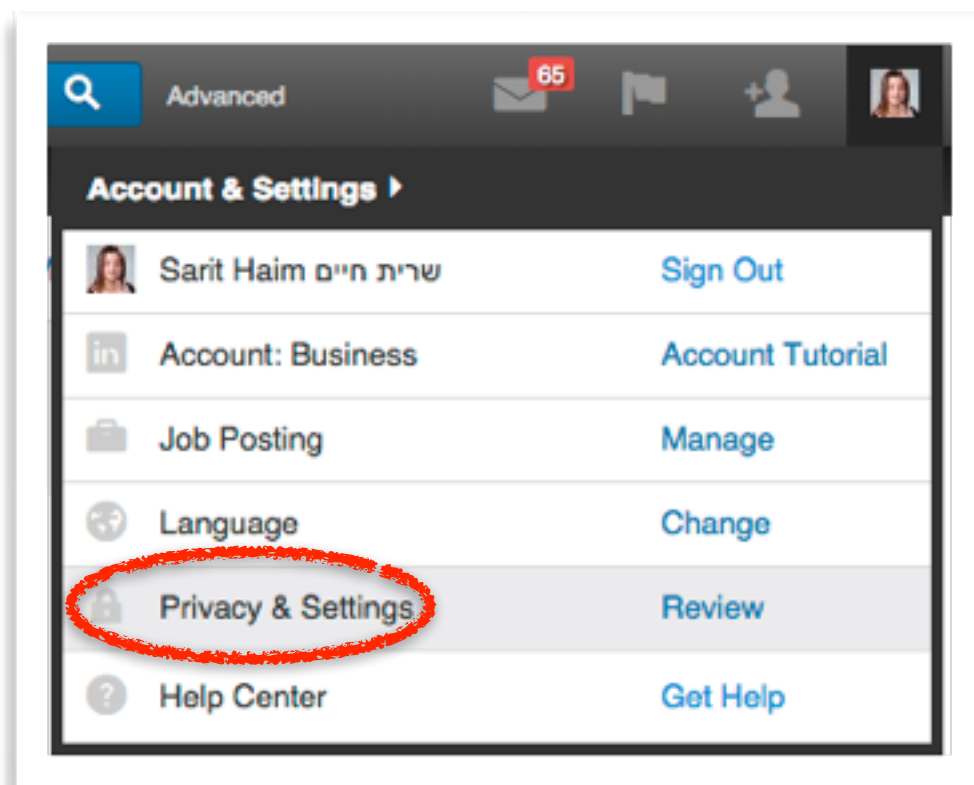 Advanced 65
Account & Settings
Sarit Haim שרית חיים Sign Out
in Account: Business Account Tutorial
Job Posting Manage
Language Change
Privacy & Settings Review
? Help Center Get Help